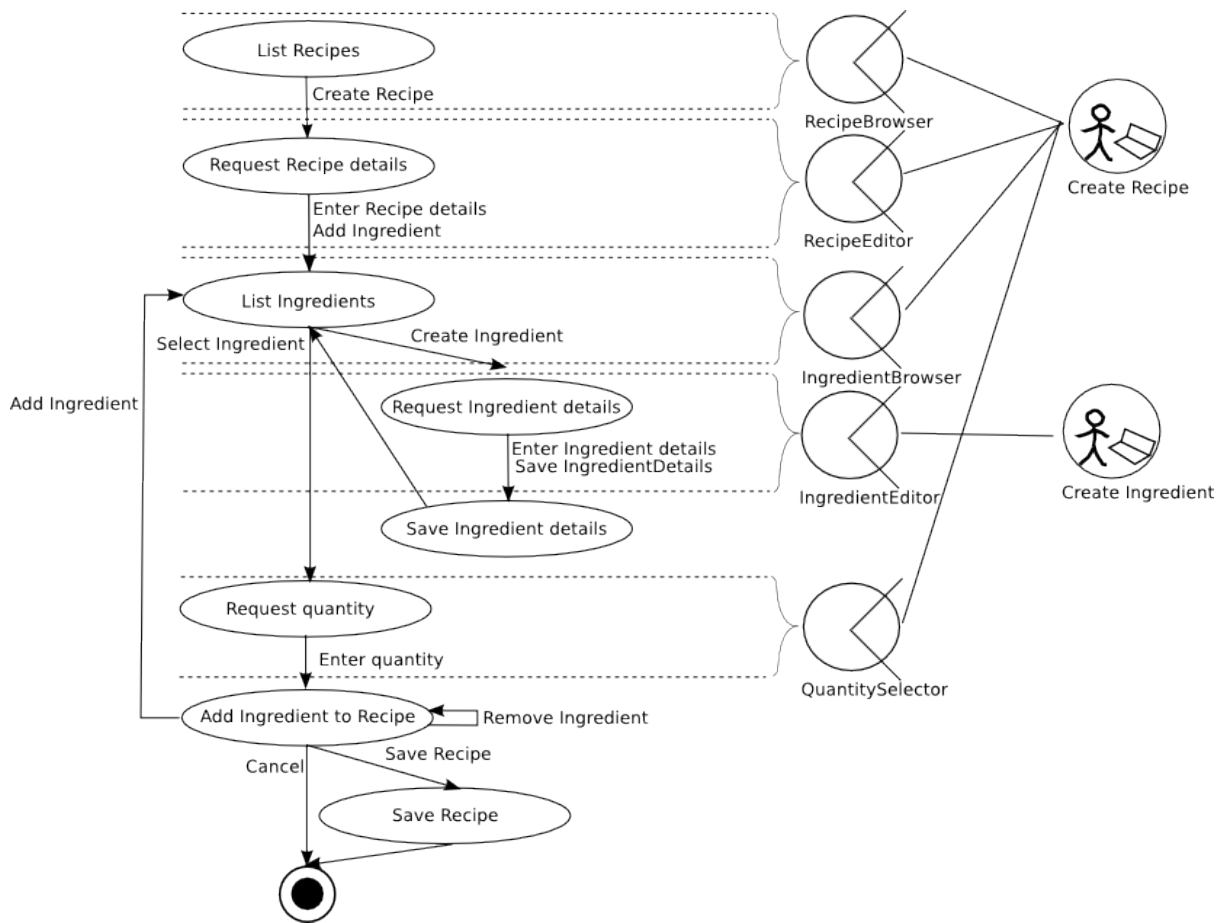 List Recipes
Create Recipe
RecipeBrowser
Request Recipe details
Create Recipe
Enter Recipe details
Add Ingredient
RecipeEditor
List Ingredients
Select Ingredient
Create Ingredient
IngredientBrowser
Add Ingredient
Request Ingredient details
Enter Ingredient details
Save IngredientDetails
IngredientEditor
Create Ingredient
Save Ingredient details
Request quantity
Enter quantity
QuantitySelector
Add Ingredient to Recipe
Remove Ingredient
Save Recipe
Cancel
Save Recipe